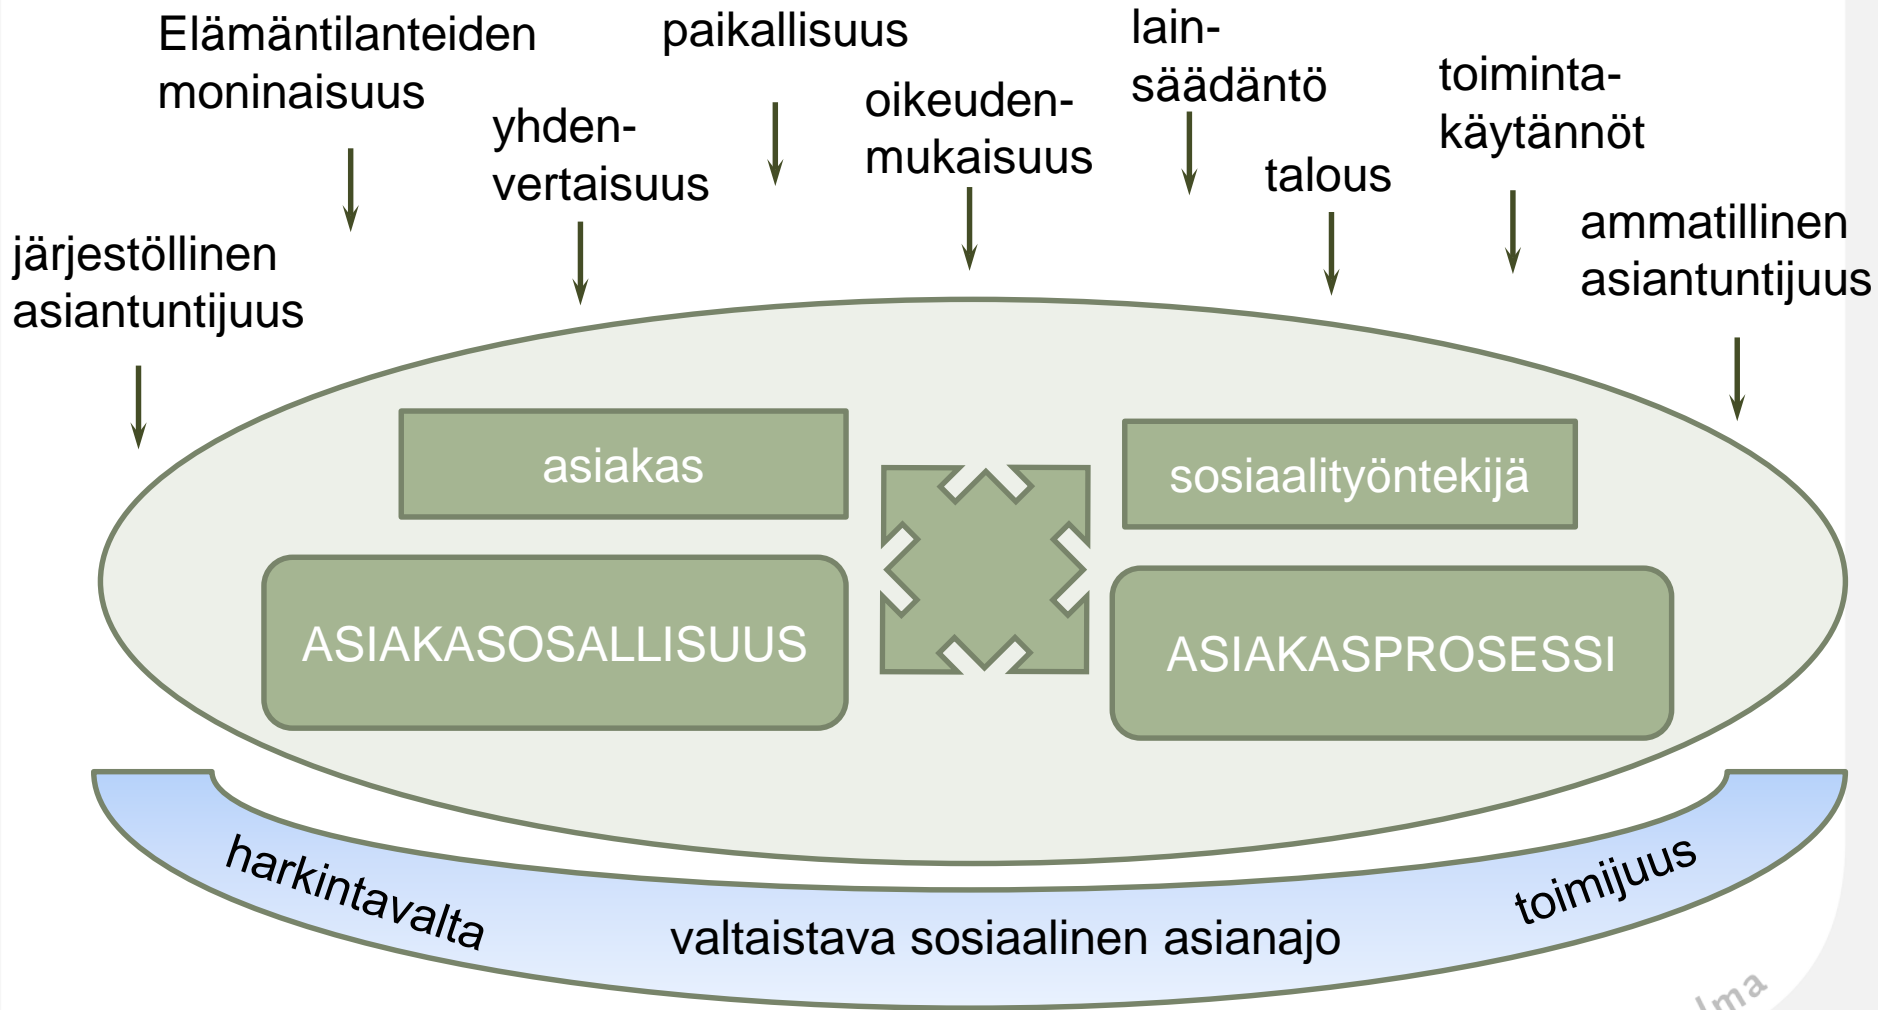 Elämäntilanteiden
moninaisuus
paikallisuus
lain-
säädäntö
toiminta-
käytännöt
yhden-
vertaisuus
oikeuden-
mukaisuus
talous
järjestöllinen
asiantuntijuus
ammatillinen
asiantuntijuus
asiakas
sosiaalityöntekijä
ASIAKASOSALLISUUS
ASIAKASPROSESSI
harkintavalta
valtaistava sosiaalinen asianajo
toimijuus